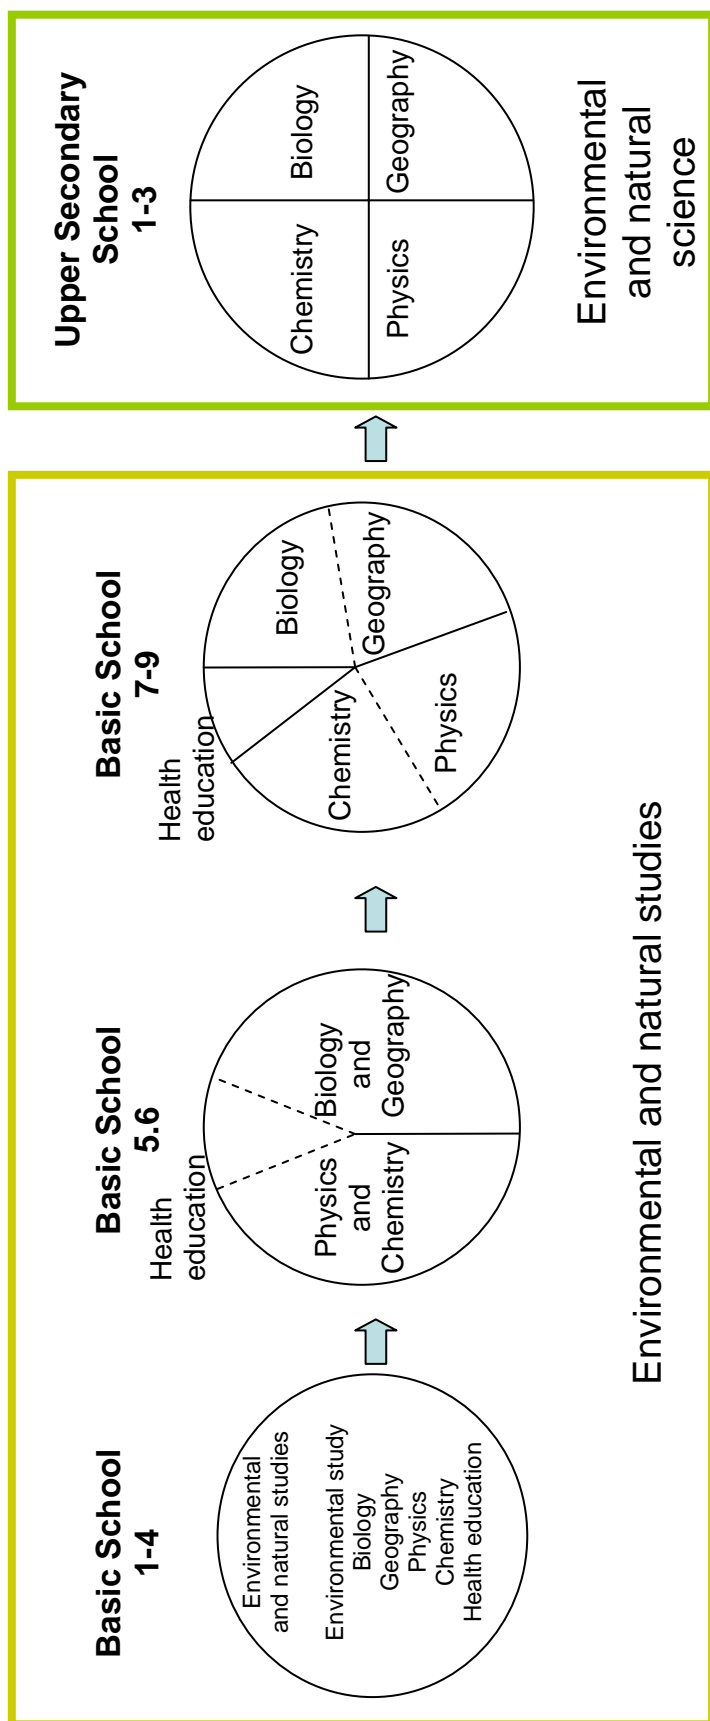 Basic School
1-4
Environmental
and natural studies
Environmental study
Biology
Geography
Physics
Chemistry
Health education
Basic School
5.6
Health
education
Physics
and
Chemistry
Biology
and
Geography
Basic School
7-9
Health
education
Chemistry
Biology
Geography
Physics
Environmental and natural studies
Upper Secondary
School
1-3
Chemistry
Biology
Physics
Geography
Environmental
and natural
science